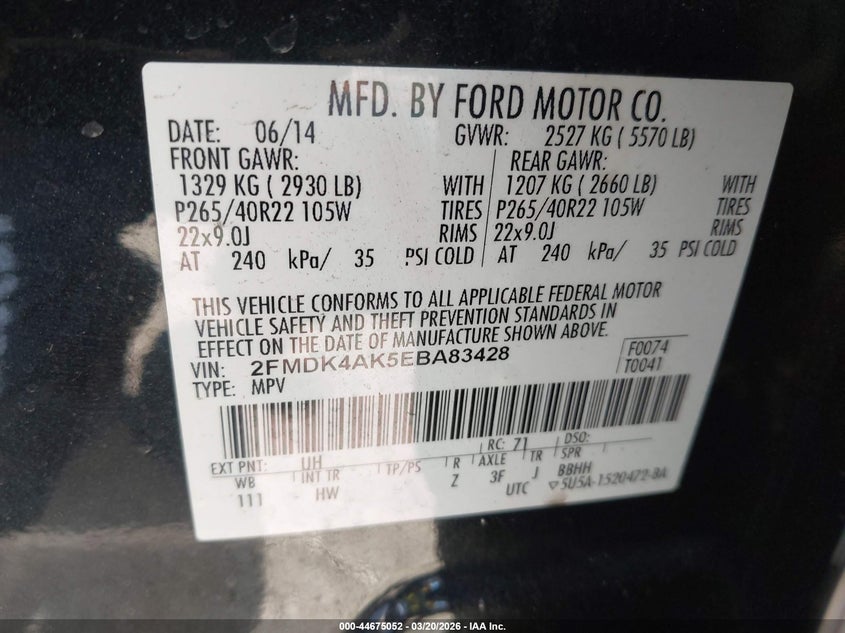 MFD. BY FORD MOTOR CO.
DATE: 06/14 GVWR: 2527 KG ( 5570 LB)
FRONT GAWR: REAR GAWR:
1329 KG ( 2930 LB) WITH 1207 KG ( 2660 LB) WITH
P265/40R22 105W TIRES P265/40R22 105W TIRES
22x9.0J RIMS 22x9.0J RIMS
AT 240 kPa/ 35 PSI COLD AT 240 kPa/ 35 PSI COLD
THIS VEHICLE CONFORMS TO ALL APPLICABLE FEDERAL MOTOR
VEHICLE SAFETY AND THEFT PREVENTION STANDARDS IN
EFFECT ON THE DATE OF MANUFACTURE SHOWN ABOVE.
VIN: 2FMDK4AK5EBA83428 F0074
TYPE: MPV T0041
RC: 71 DSO:
EXT PNT: UH
WB INT TR TP/PS R AXLE TR SPR
111 HW Z 3F J BBHH
UTC ▽5U5A-1520472-BA
000-44675052 — 03/20/2026 — IAA Inc.